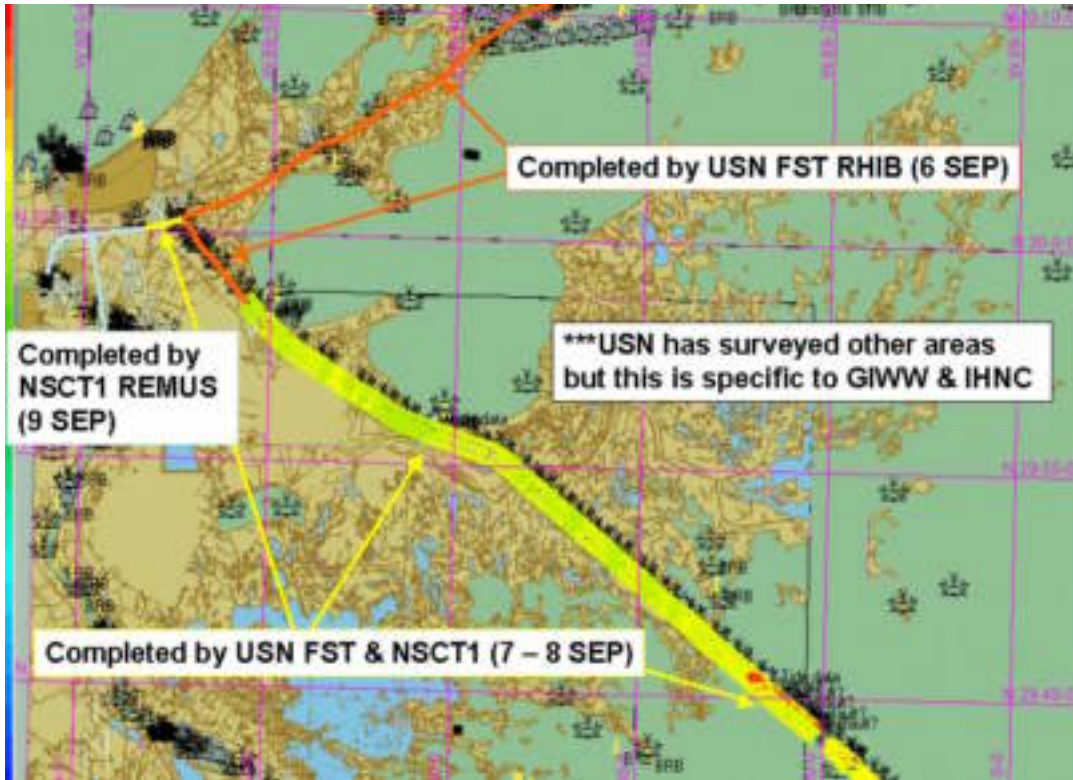 Completed by USN FST RHIB (6 SEP)
***USN has surveyed other areas
but this is specific to GIWW & IHNC
Completed by
NSCT1 REMUS
(9 SEP)
Completed by USN FST & NSCT1 (7 – 8 SEP)
BRB